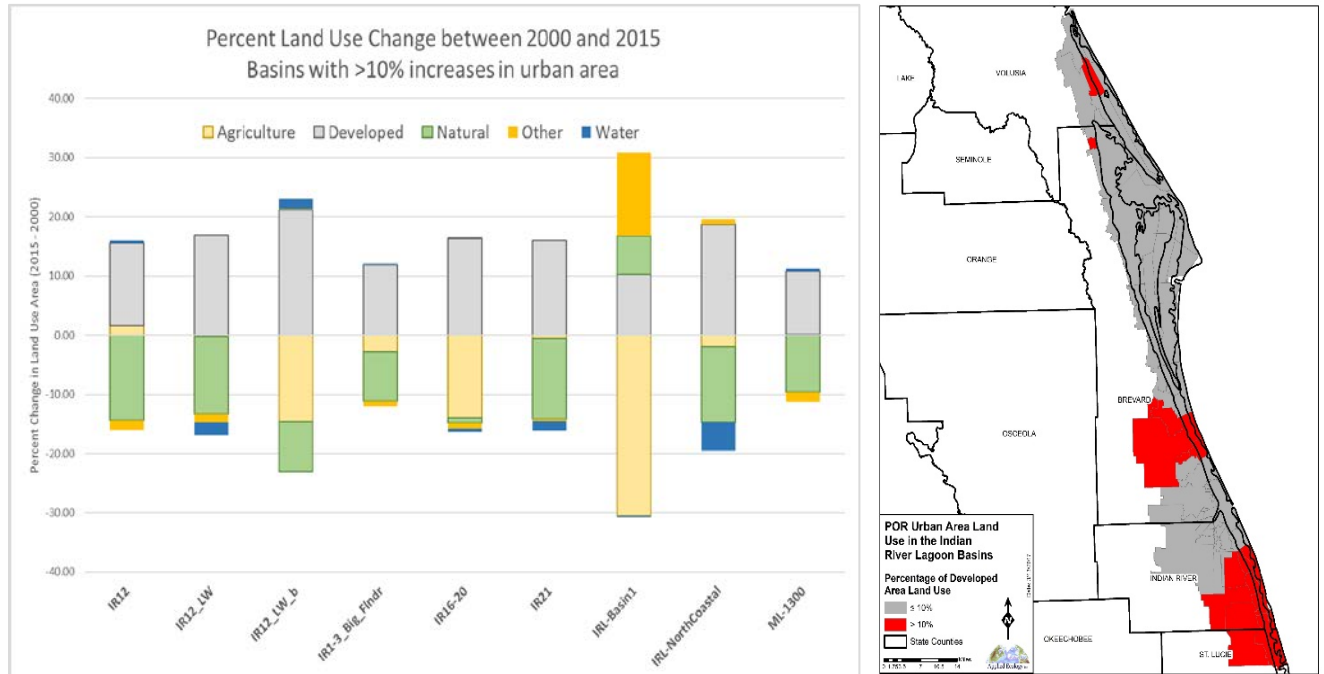 Percent Land Use Change between 2000 and 2015
Basins with >10% increases in urban area
40.00
Agriculture Developed Natural Other Water
30.00
20.00
10.00
0.00
-10.00
-20.00
-30.00
-40.00
Percent Change in Land Use Area (2015 - 2000)
IR12
IR12_LW
IR12_LW_b
IR1-3_Big_Flndr
IR16-20
IR21
IRL-Basin1
IRL-NorthCoastal
ML-1300
LAKE
VOLUSIA
SEMINOLE
ORANGE
BREVARD
OSCEOLA
INDIAN RIVER
OKEECHOBEE
ST. LUCIE
POR Urban Area Land
Use in the Indian
River Lagoon Basins
Percentage of Developed
Area Land Use
≤ 10%
> 10%
State Counties
N
Miles
Applied Ecology